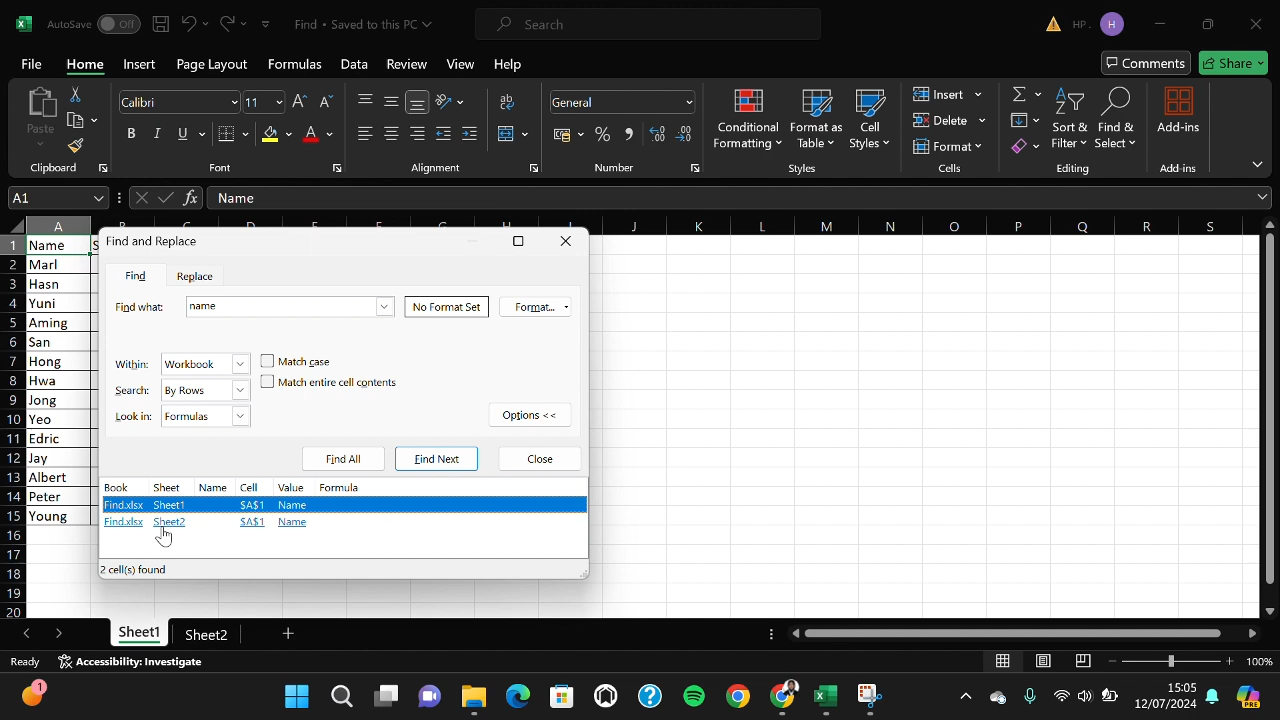 AutoSave Off Find • Saved to this PC Search HP. H
File Home Insert Page Layout Formulas Data Review View Help Comments Share
Paste Calibri 11 General Conditional Formatting Format as Table Cell Styles Insert Delete Format Sort & Filter Find & Select Add-ins
B I U A % ,
Clipboard Font Alignment Number Styles Cells Editing Add-ins
A1 fx Name
A B C D E F G H I J K L M N O P Q R S
1 Name S
2 Marl
3 Hasn
4 Yuni
5 Aming
6 San
7 Hong
8 Hwa
9 Jong
10 Yeo
11 Edric
12 Jay
13 Albert
14 Peter
15 Young
16
17
18
19
20
Find and Replace
Find Replace
Find what: name No Format Set Format...
Within: Workbook Match case
Search: By Rows Match entire cell contents
Look in: Formulas Options <<
Find All Find Next Close
Book Sheet Name Cell Value Formula
Find.xlsx Sheet1 $A$1 Name
Find.xlsx Sheet2 $A$1 Name
2 cell(s) found
Sheet1 Sheet2
Ready Accessibility: Investigate 100%
1 15:05
12/07/2024 PRE